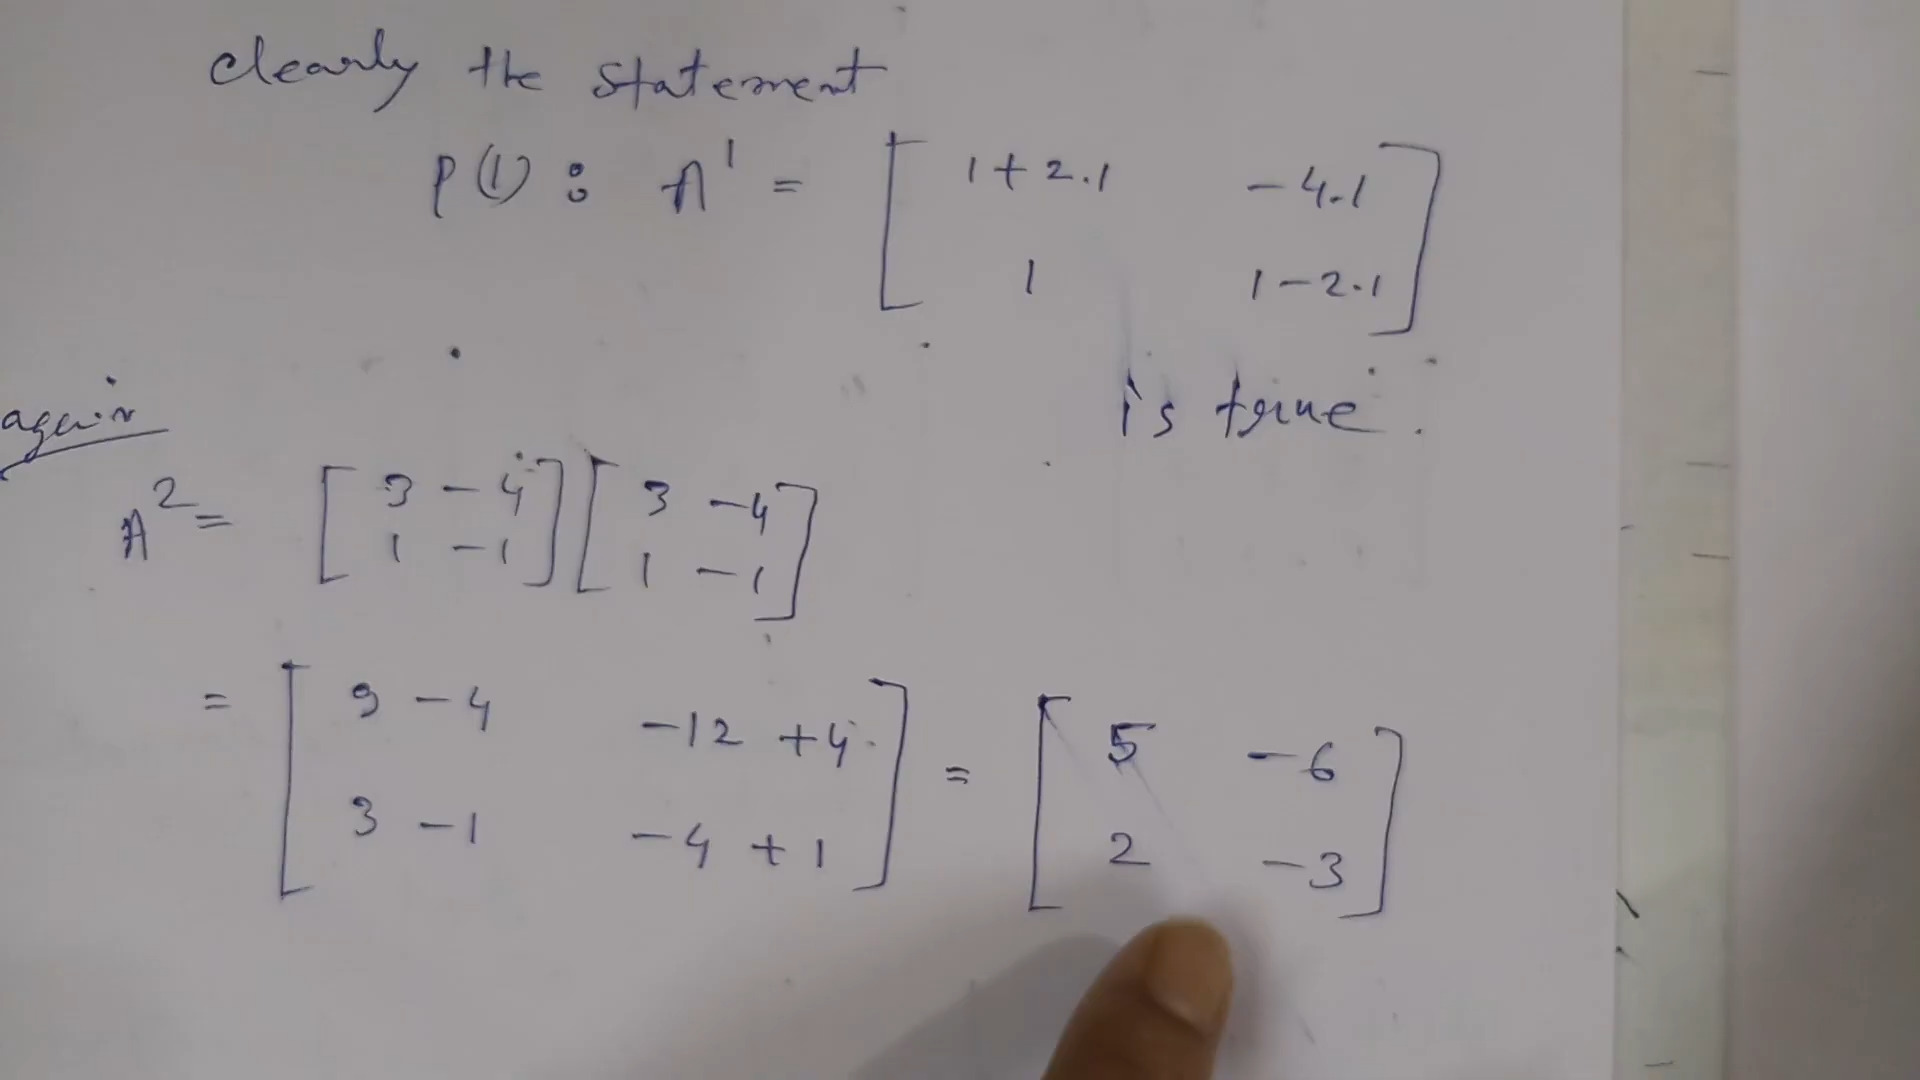 clearly the statement
P(1) : A¹ = [ 1+2.1 -4.1
1 1-2.1 ]
is true.
again
A² = [ 3 -4 ] [ 3 -4 ]
1 -1 1 -1
= [ 9 -4 -12 +4 ] = [ 5 -6 ]
3 -1 -4 +1 2 -3